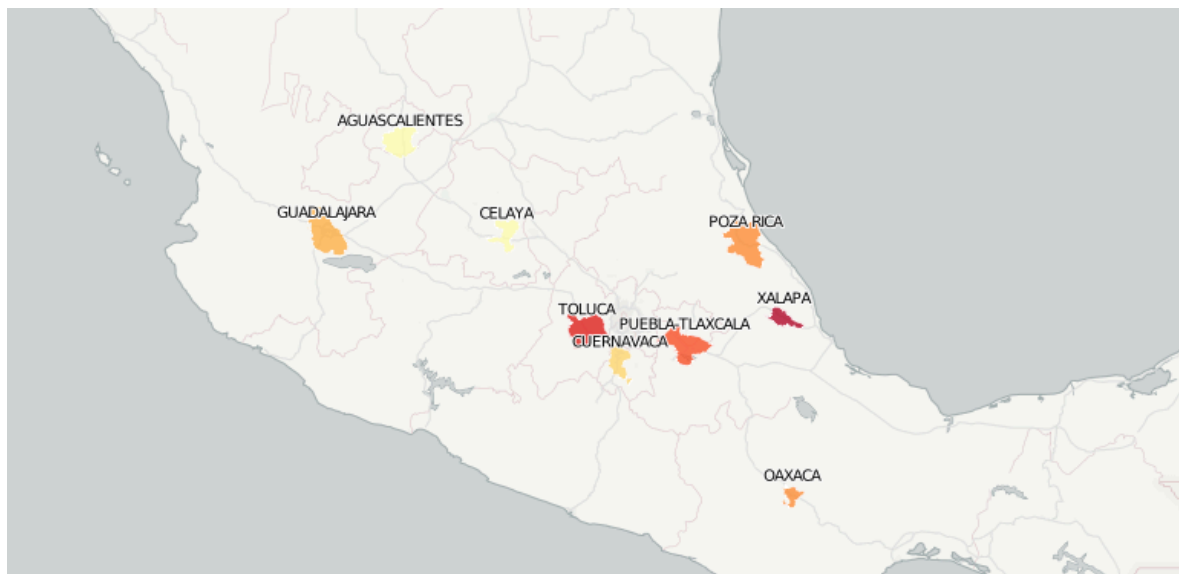 AGUASCALIENTES
GUADALAJARA
CELAYA
POZA RICA
XALAPA
TOLUCA
PUEBLA-TLAXCALA
CUERNAVACA
OAXACA